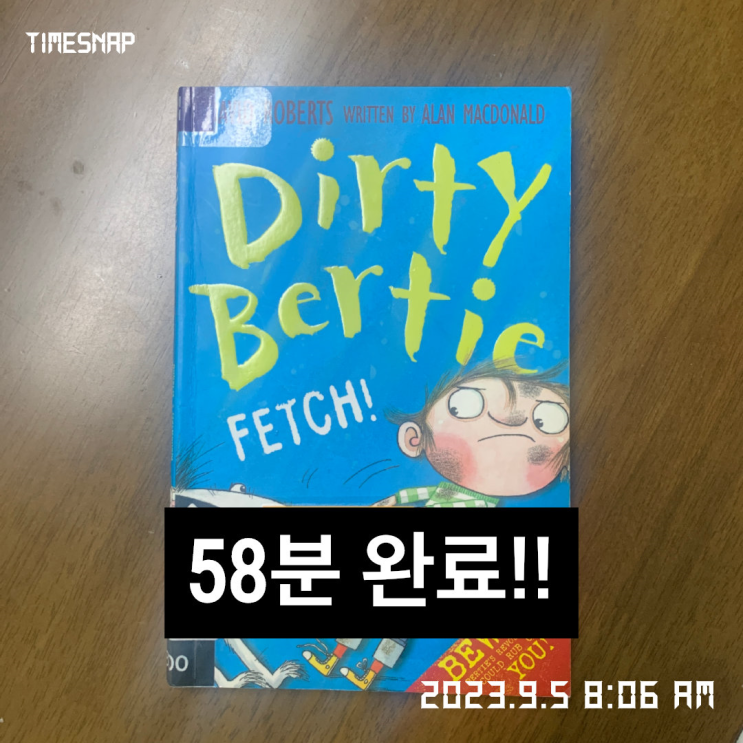 TIMESNAP
ROBERTS WRITTEN BY ALAN MACDONALD
Dirty
Bertie
FETCH!
58분 완료!!
YOU!
2023.9.5 8:06 AM